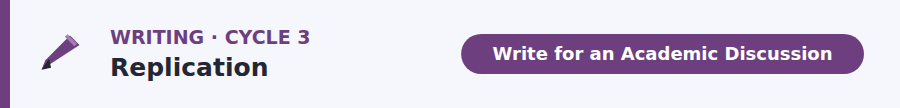 WRITING · CYCLE 3
Replication
Write for an Academic Discussion